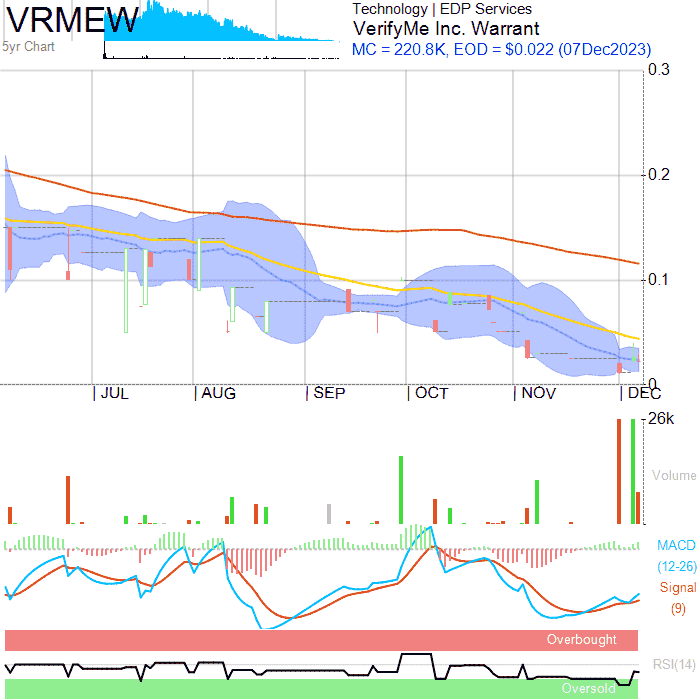 VRMEW
5yr Chart
Technology | EDP Services
VerifyMe Inc. Warrant
MC = 220.8K, EOD = $0.022 (07Dec2023)
0.3
0.2
0.1
0
JUL AUG SEP OCT NOV DEC
26k
Volume
MACD
(12-26)
Signal
(9)
Overbought
RSI(14)
Oversold